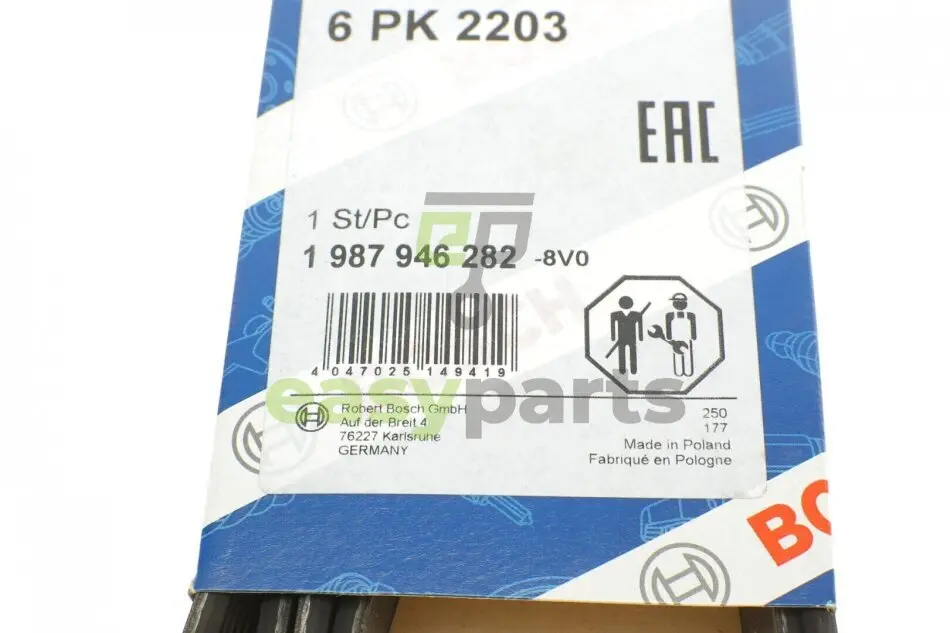 6 PK 2203
EAC
1 St/Pc
1 987 946 282 -8V0
4 047025 149419
easyparts
Robert Bosch GmbH
Auf der Breit 4
76227 Karlsruhe
GERMANY
250
177
Made in Poland
Fabriqué en Pologne